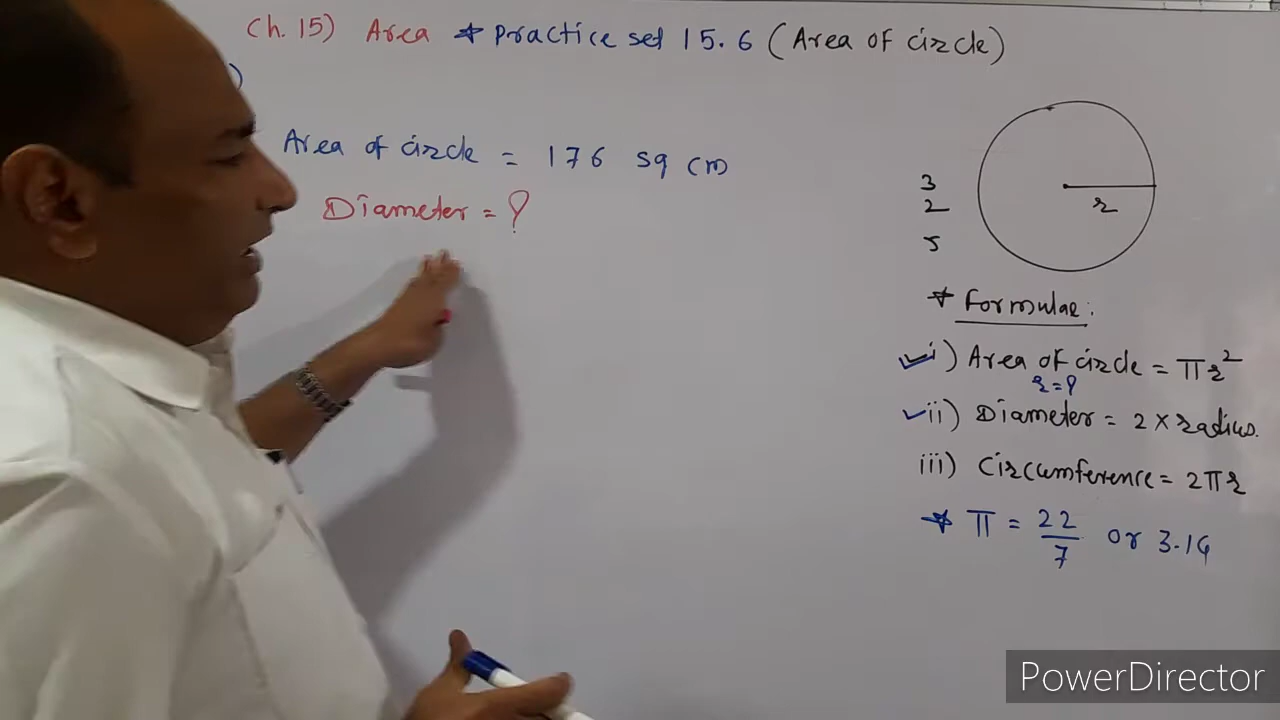 Ch. 15) Area * Practice set 15.6 (Area of circle)
)
Area of circle = 176 sq cm
Diameter = ?
3
2
5
r
* Formulae:
i) Area of circle = πr²
r = ?
ii) Diameter = 2 × radius.
iii) Circumference = 2πr
* π = 22/7 or 3.14
PowerDirector